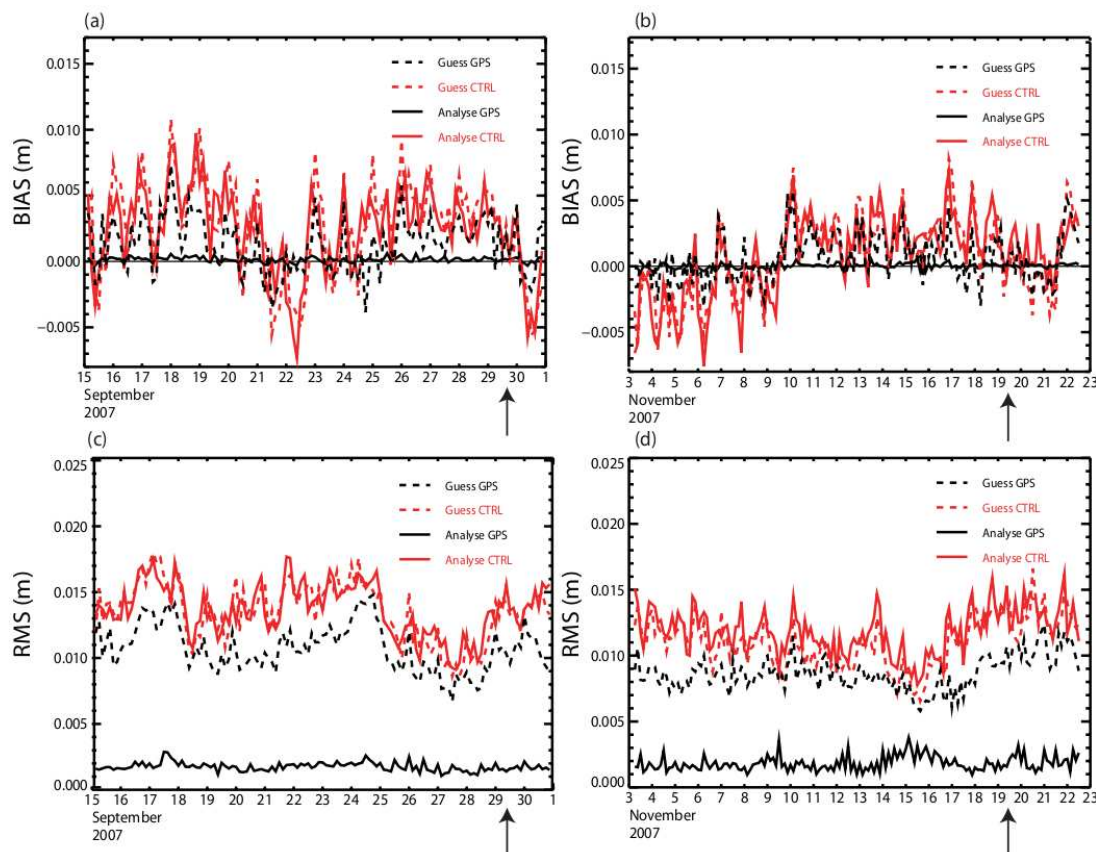 (a)
BIAS (m)
0.015
0.010
0.005
0.000
−0.005
Guess GPS
Guess CTRL
Analyse GPS
Analyse CTRL
15 16 17 18 19 20 21 22 23 24 25 26 27 28 29 30 1
September
2007
(b)
BIAS (m)
0.015
0.010
0.005
0.000
−0.005
Guess GPS
Guess CTRL
Analyse GPS
Analyse CTRL
3 4 5 6 7 8 9 10 11 12 13 14 15 16 17 18 19 20 21 22 23
November
2007
(c)
RMS (m)
0.025
0.020
0.015
0.010
0.005
0.000
Guess GPS
Guess CTRL
Analyse GPS
Analyse CTRL
15 16 17 18 19 20 21 22 23 24 25 26 27 28 29 30 1
September
2007
(d)
RMS (m)
0.025
0.020
0.015
0.010
0.005
0.000
Guess GPS
Guess CTRL
Analyse GPS
Analyse CTRL
3 4 5 6 7 8 9 10 11 12 13 14 15 16 17 18 19 20 21 22 23
November
2007